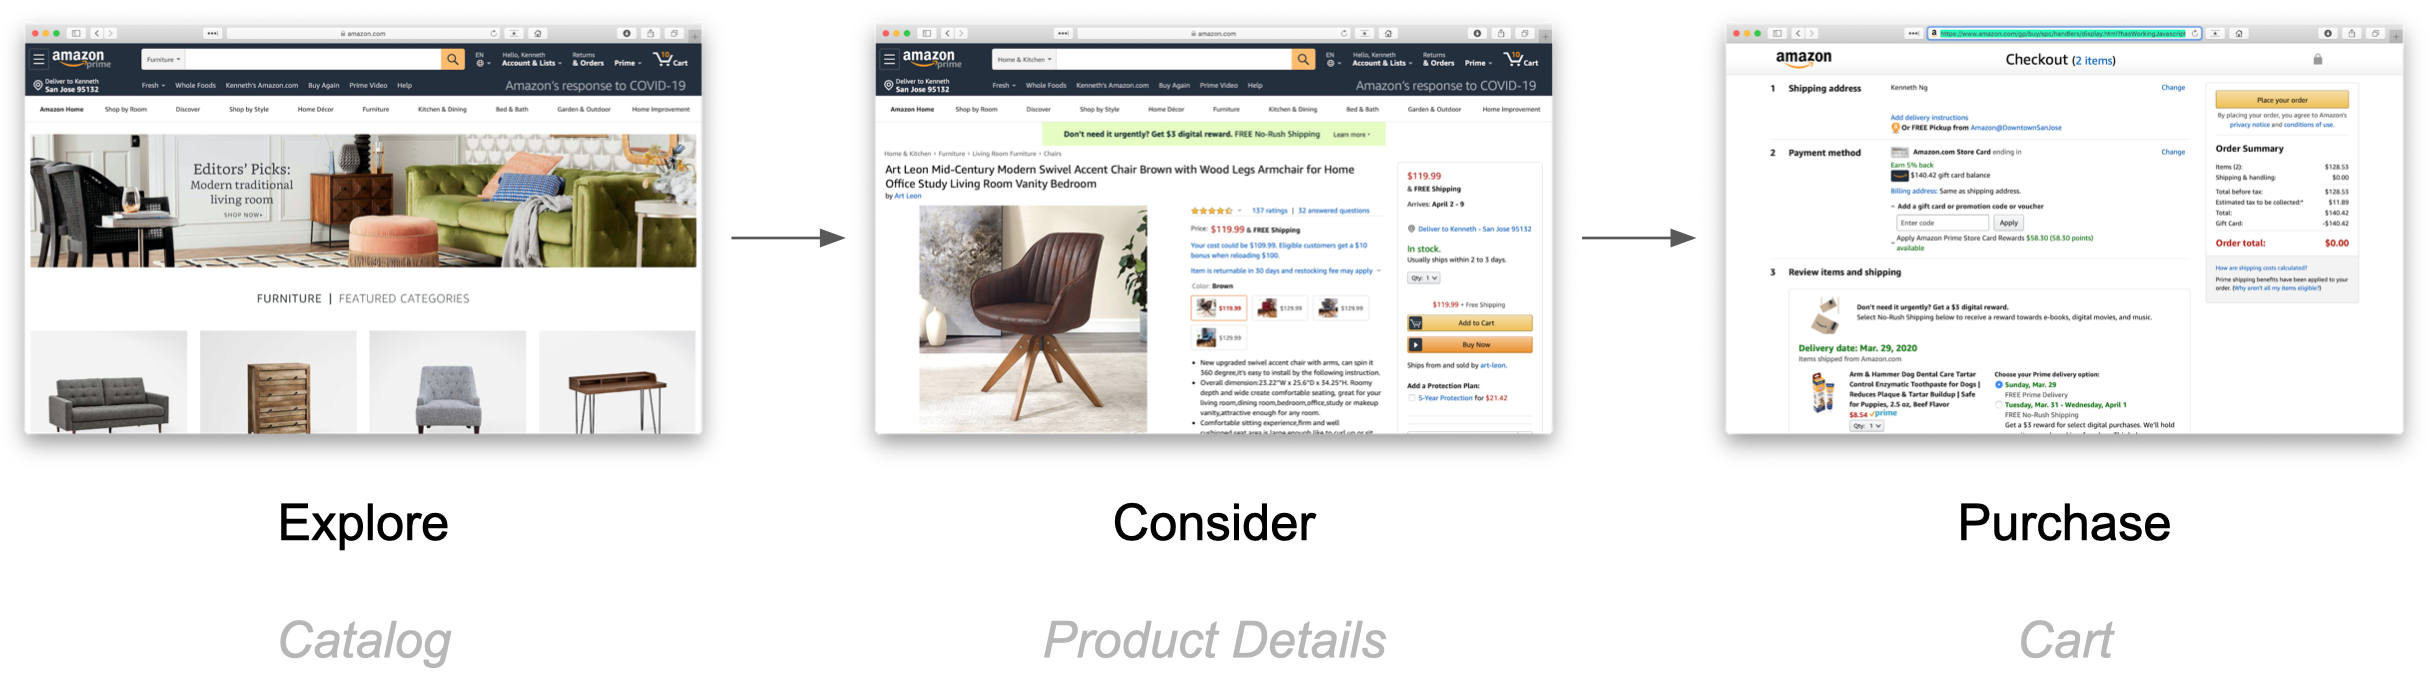 amazon.com
amazon prime
Furniture
EN
Hello, Kenneth
Account & Lists
Returns
& Orders
Prime
10
Cart
Deliver to Kenneth
San Jose 95132
Fresh
Whole Foods
Kenneth's Amazon.com
Buy Again
Prime Video
Help
Amazon's response to COVID-19
Amazon Home
Shop by Room
Discover
Shop by Style
Home Décor
Furniture
Kitchen & Dining
Bed & Bath
Garden & Outdoor
Home Improvement
Editors' Picks:
Modern traditional
living room
SHOP NOW
FURNITURE | FEATURED CATEGORIES
amazon.com
amazon prime
Home & Kitchen
EN
Hello, Kenneth
Account & Lists
Returns
& Orders
Prime
10
Cart
Deliver to Kenneth
San Jose 95132
Fresh
Whole Foods
Kenneth's Amazon.com
Buy Again
Prime Video
Help
Amazon's response to COVID-19
Amazon Home
Shop by Room
Discover
Shop by Style
Home Décor
Furniture
Kitchen & Dining
Bed & Bath
Garden & Outdoor
Home Improvement
Don't need it urgently? Get $3 digital reward. FREE No-Rush Shipping Learn more ›
Home & Kitchen › Furniture › Living Room Furniture › Chairs
Art Leon Mid-Century Modern Swivel Accent Chair Brown with Wood Legs Armchair for Home
Office Study Living Room Vanity Bedroom
by Art Leon
137 ratings | 32 answered questions
Price: $119.99 & FREE Shipping
Your cost could be $109.99. Eligible customers get a $10
bonus when reloading $100.
Item is returnable in 30 days and restocking fee may apply
Color: Brown
$119.99
$129.99
$129.99
$129.99
• New upgraded swivel accent chair with arms, can spin it
360 degree,it's easy to install by the following instruction.
• Overall dimension:23.22"W x 25.6"D x 34.25"H. Roomy
depth and wide create comfortable seating, great for your
living room,dining room,bedroom,office,study or makeup
vanity,attractive enough for any room.
• Comfortable sitting experience,firm and well
cushioned seat area is large enough like to curl up or sit
$119.99
& FREE Shipping
Arrives: April 2 - 9
Deliver to Kenneth - San Jose 95132
In stock.
Usually ships within 2 to 3 days.
Qty: 1
$119.99 + Free Shipping
Add to Cart
Buy Now
Ships from and sold by art-leon.
Add a Protection Plan:
5-Year Protection for $21.42
https://www.amazon.com/gp/buy/spc/handlers/display.html?hasWorkingJavascript
amazon
Checkout (2 items)
1 Shipping address
Kenneth Ng
Change
Add delivery instructions
Or FREE Pickup from Amazon@DowntownSanJose
2 Payment method
Amazon.com Store Card ending in
Change
Earn 5% back
$140.42 gift card balance
Billing address: Same as shipping address.
Add a gift card or promotion code or voucher
Enter code
Apply
Apply Amazon Prime Store Card Rewards $58.30 (58.30 points)
available
3 Review items and shipping
Don't need it urgently? Get a $3 digital reward.
Select No-Rush Shipping below to receive a reward towards e-books, digital movies, and music.
Delivery date: Mar. 29, 2020
Items shipped from Amazon.com
Arm & Hammer Dog Dental Care Tartar
Control Enzymatic Toothpaste for Dogs |
Reduces Plaque & Tartar Buildup | Safe
for Puppies, 2.5 oz, Beef Flavor
$8.54 prime
Qty: 1
Choose your Prime delivery option:
Sunday, Mar. 29
FREE Prime Delivery
Tuesday, Mar. 31 - Wednesday, April 1
FREE No-Rush Shipping
Get a $3 reward for select digital purchases. We'll hold
Place your order
By placing your order, you agree to Amazon's
privacy notice and conditions of use.
Order Summary
Items (2): $128.53
Shipping & handling: $0.00
Total before tax: $128.53
Estimated tax to be collected:* $11.89
Total: $140.42
Gift Card: -$140.42
Order total: $0.00
How are shipping costs calculated?
Prime shipping benefits have been applied to your
order. (Why aren't all my items eligible?)
Explore
Consider
Purchase
Catalog
Product Details
Cart